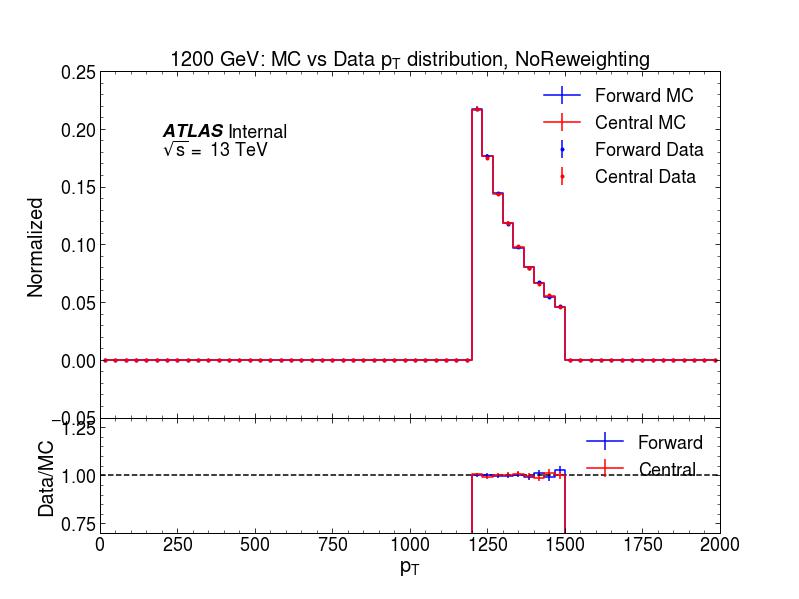 1200 GeV: MC vs Data p_T distribution, NoReweighting
0.25
0.20
0.15
0.10
0.05
0.00
−0.05
Normalized
ATLAS Internal
√s = 13 TeV
Forward MC
Central MC
Forward Data
Central Data
1.25
1.00
0.75
Data/MC
Forward
Central
0 250 500 750 1000 1250 1500 1750 2000
p_T